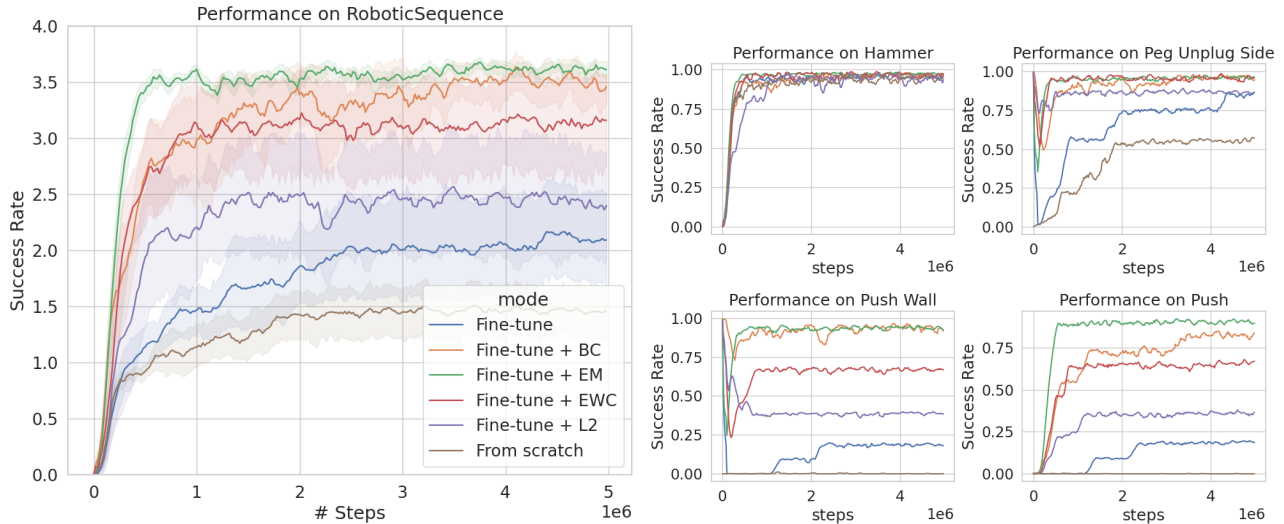 Performance on RoboticSequence
Success Rate
4.0
3.5
3.0
2.5
2.0
1.5
1.0
0.5
0.0
0
1
2
3
4
5
1e6
# Steps
mode
Fine-tune
Fine-tune + BC
Fine-tune + EM
Fine-tune + EWC
Fine-tune + L2
From scratch
Performance on Hammer
Success Rate
1.00
0.75
0.50
0.25
0.00
0
2
4
1e6
steps
Performance on Peg Unplug Side
Success Rate
1.00
0.75
0.50
0.25
0.00
0
2
4
1e6
steps
Performance on Push Wall
Success Rate
1.00
0.75
0.50
0.25
0.00
0
2
4
1e6
steps
Performance on Push
Success Rate
0.75
0.50
0.25
0.00
0
2
4
1e6
steps